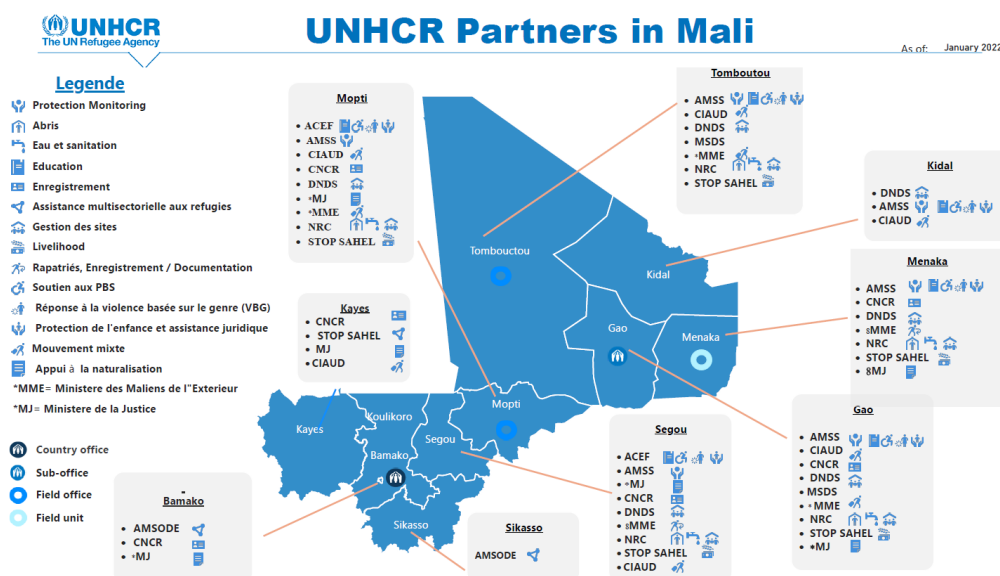 UNHCR
The UN Refugee Agency
UNHCR Partners in Mali
As of: January 2022
Legende
Protection Monitoring
Abris
Eau et sanitation
Education
Enregistrement
Assistance multisectorielle aux refugies
Gestion des sites
Livelihood
Rapatriés, Enregistrement / Documentation
Soutien aux PBS
Réponse à la violence basée sur le genre (VBG)
Protection de l'enfance et assistance juridique
Mouvement mixte
Appui à la naturalisation
*MME= Ministere des Maliens de l"Exterieur
*MJ= Ministere de la Justice
Country office
Sub-office
Field office
Field unit
Mopti
• ACEF
• AMSS
• CIAUD
• CNCR
• DNDS
• *MJ
• *MME
• NRC
• STOP SAHEL
Tomboutou
• AMSS
• CIAUD
• DNDS
• MSDS
• *MME
• NRC
• STOP SAHEL
Kidal
• DNDS
• AMSS
• CIAUD
Menaka
• AMSS
• CNCR
• DNDS
• 8MME
• NRC
• STOP SAHEL
• 8MJ
Kayes
• CNCR
• STOP SAHEL
• MJ
• CIAUD
Gao
• AMSS
• CIAUD
• CNCR
• DNDS
• MSDS
• * MME
• NRC
• STOP SAHEL
• *MJ
Segou
• ACEF
• AMSS
• *MJ
• CNCR
• DNDS
• 8MME
• NRC
• STOP SAHEL
• CIAUD
Bamako
• AMSODE
• CNCR
• *MJ
Sikasso
AMSODE
Tombouctou
Kidal
Gao
Menaka
Mopti
Kayes
Koulikoro
Segou
Bamako
Sikasso